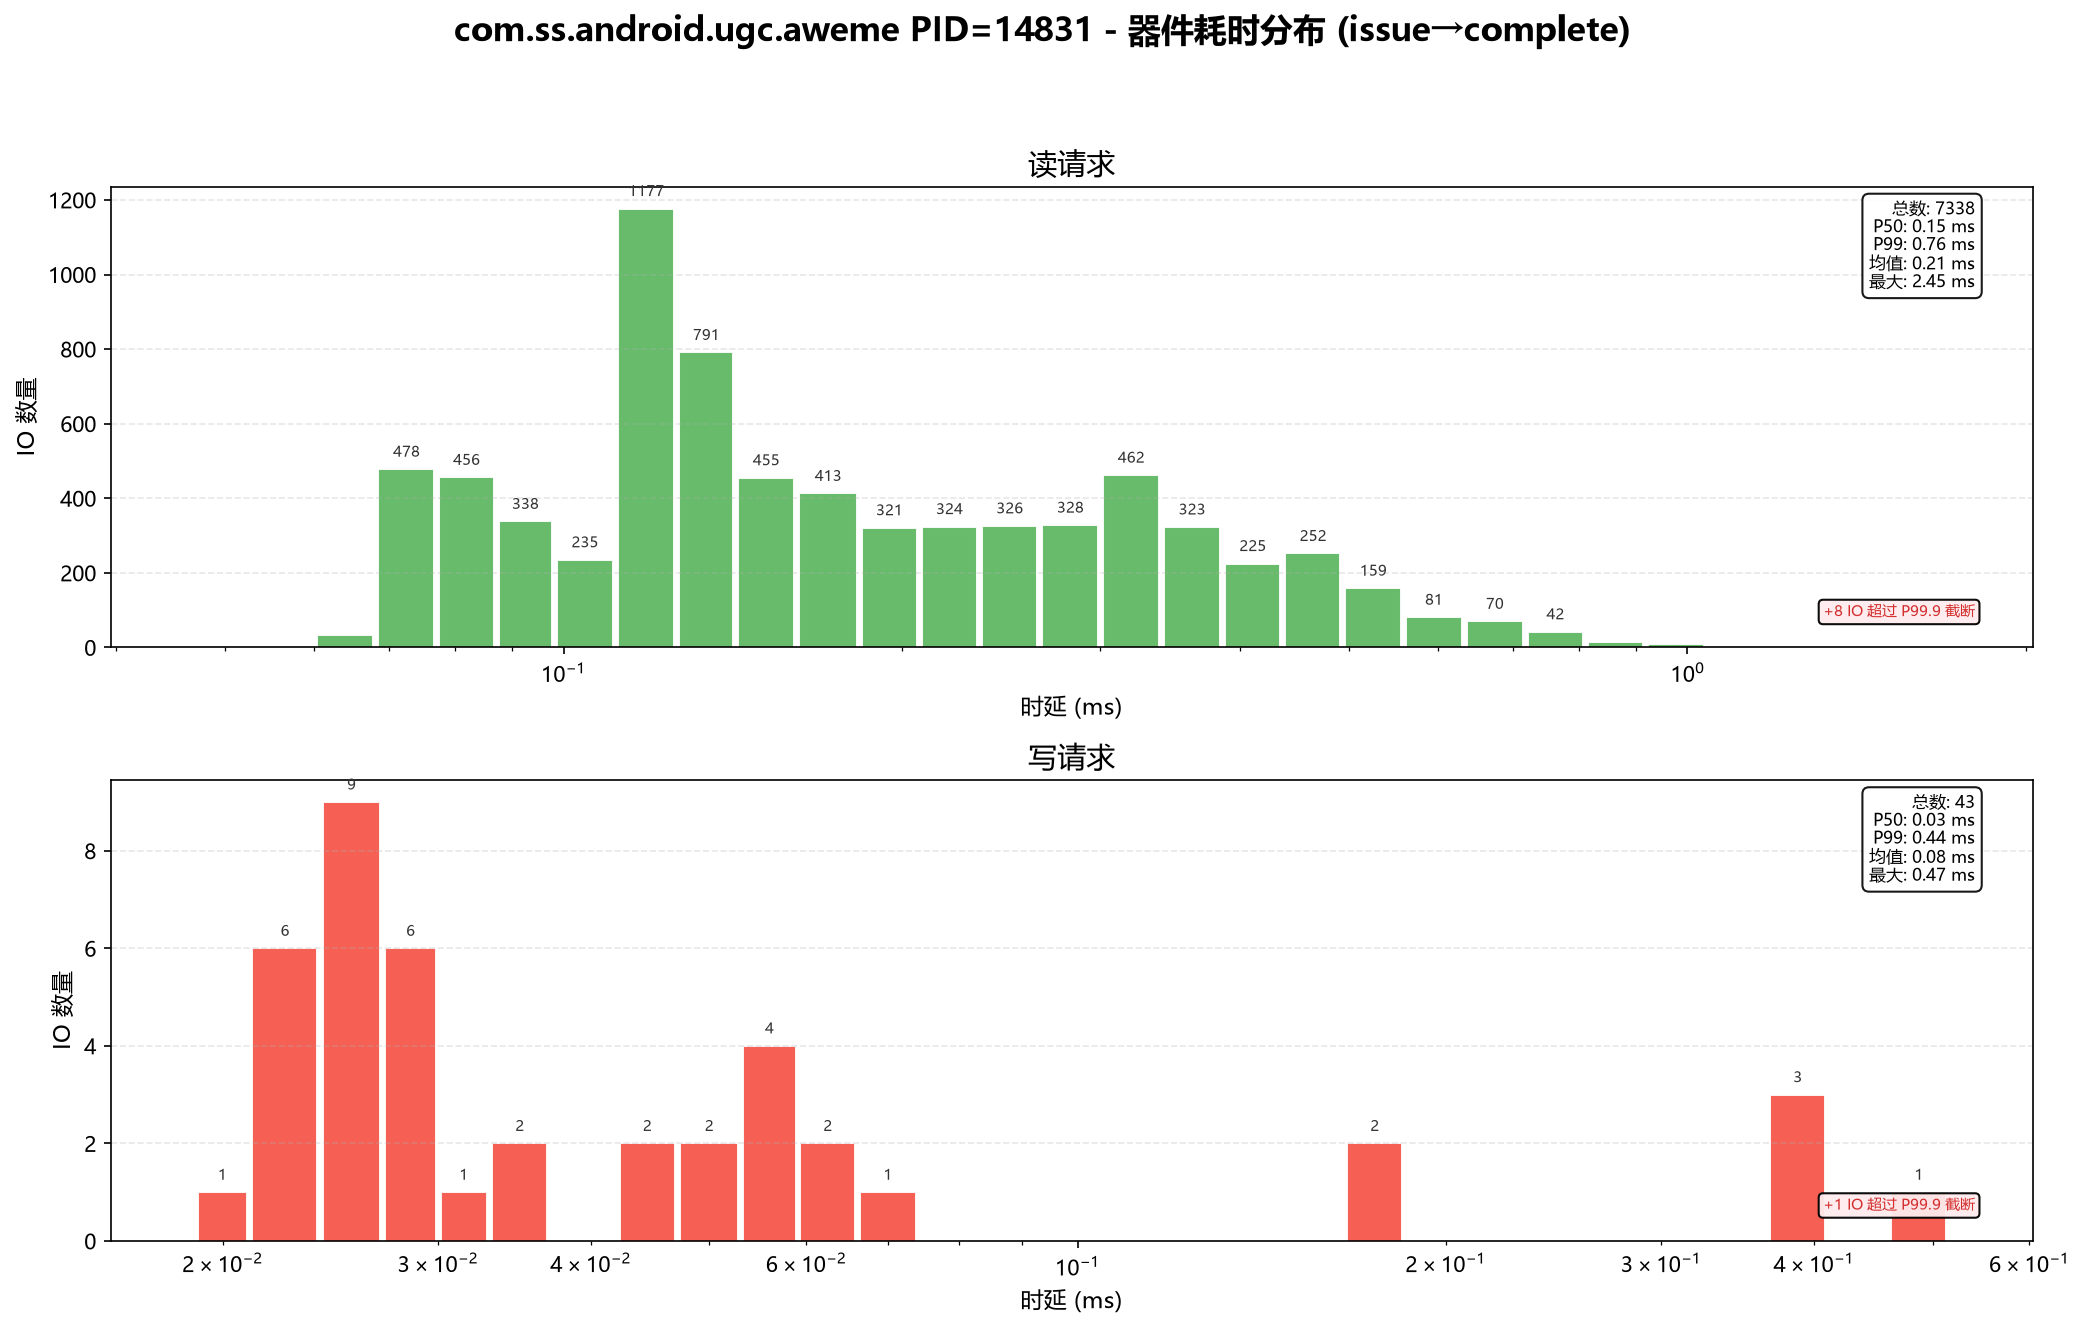 com.ss.android.ugc.aweme PID=14831 - 器件耗时分布 (issue→complete)
读请求
IO 数量
1200
1000
800
600
400
200
0
478
456
338
235
1177
791
455
413
321
324
326
328
462
323
225
252
159
81
70
42
总数: 7338
P50: 0.15 ms
P99: 0.76 ms
均值: 0.21 ms
最大: 2.45 ms
+8 IO 超过 P99.9 截断
10⁻¹
10⁰
时延 (ms)
写请求
IO 数量
8
6
4
2
0
1
6
9
6
1
2
2
2
4
2
1
2
3
1
总数: 43
P50: 0.03 ms
P99: 0.44 ms
均值: 0.08 ms
最大: 0.47 ms
+1 IO 超过 P99.9 截断
2 × 10⁻²
3 × 10⁻²
4 × 10⁻²
6 × 10⁻²
10⁻¹
2 × 10⁻¹
3 × 10⁻¹
4 × 10⁻¹
6 × 10⁻¹
时延 (ms)